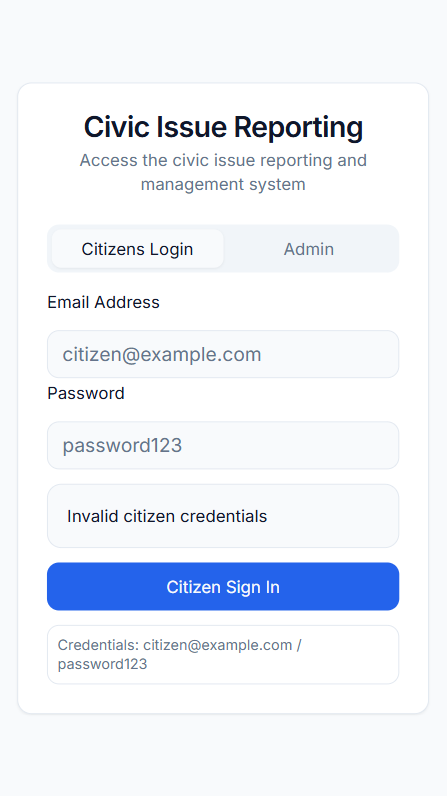 Civic Issue Reporting
Access the civic issue reporting and
management system
Citizens Login
Admin
Email Address
citizen@example.com
Password
password123
Invalid citizen credentials
Citizen Sign In
Credentials: citizen@example.com /
password123